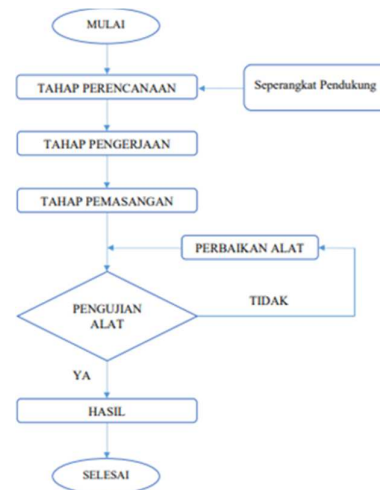 MULAI
TAHAP PERENCANAAN
Seperangkat Pendukung
TAHAP PENGERJAAN
TAHAP PEMASANGAN
PERBAIKAN ALAT
PENGUJIAN
ALAT
TIDAK
YA
HASIL
SELESAI